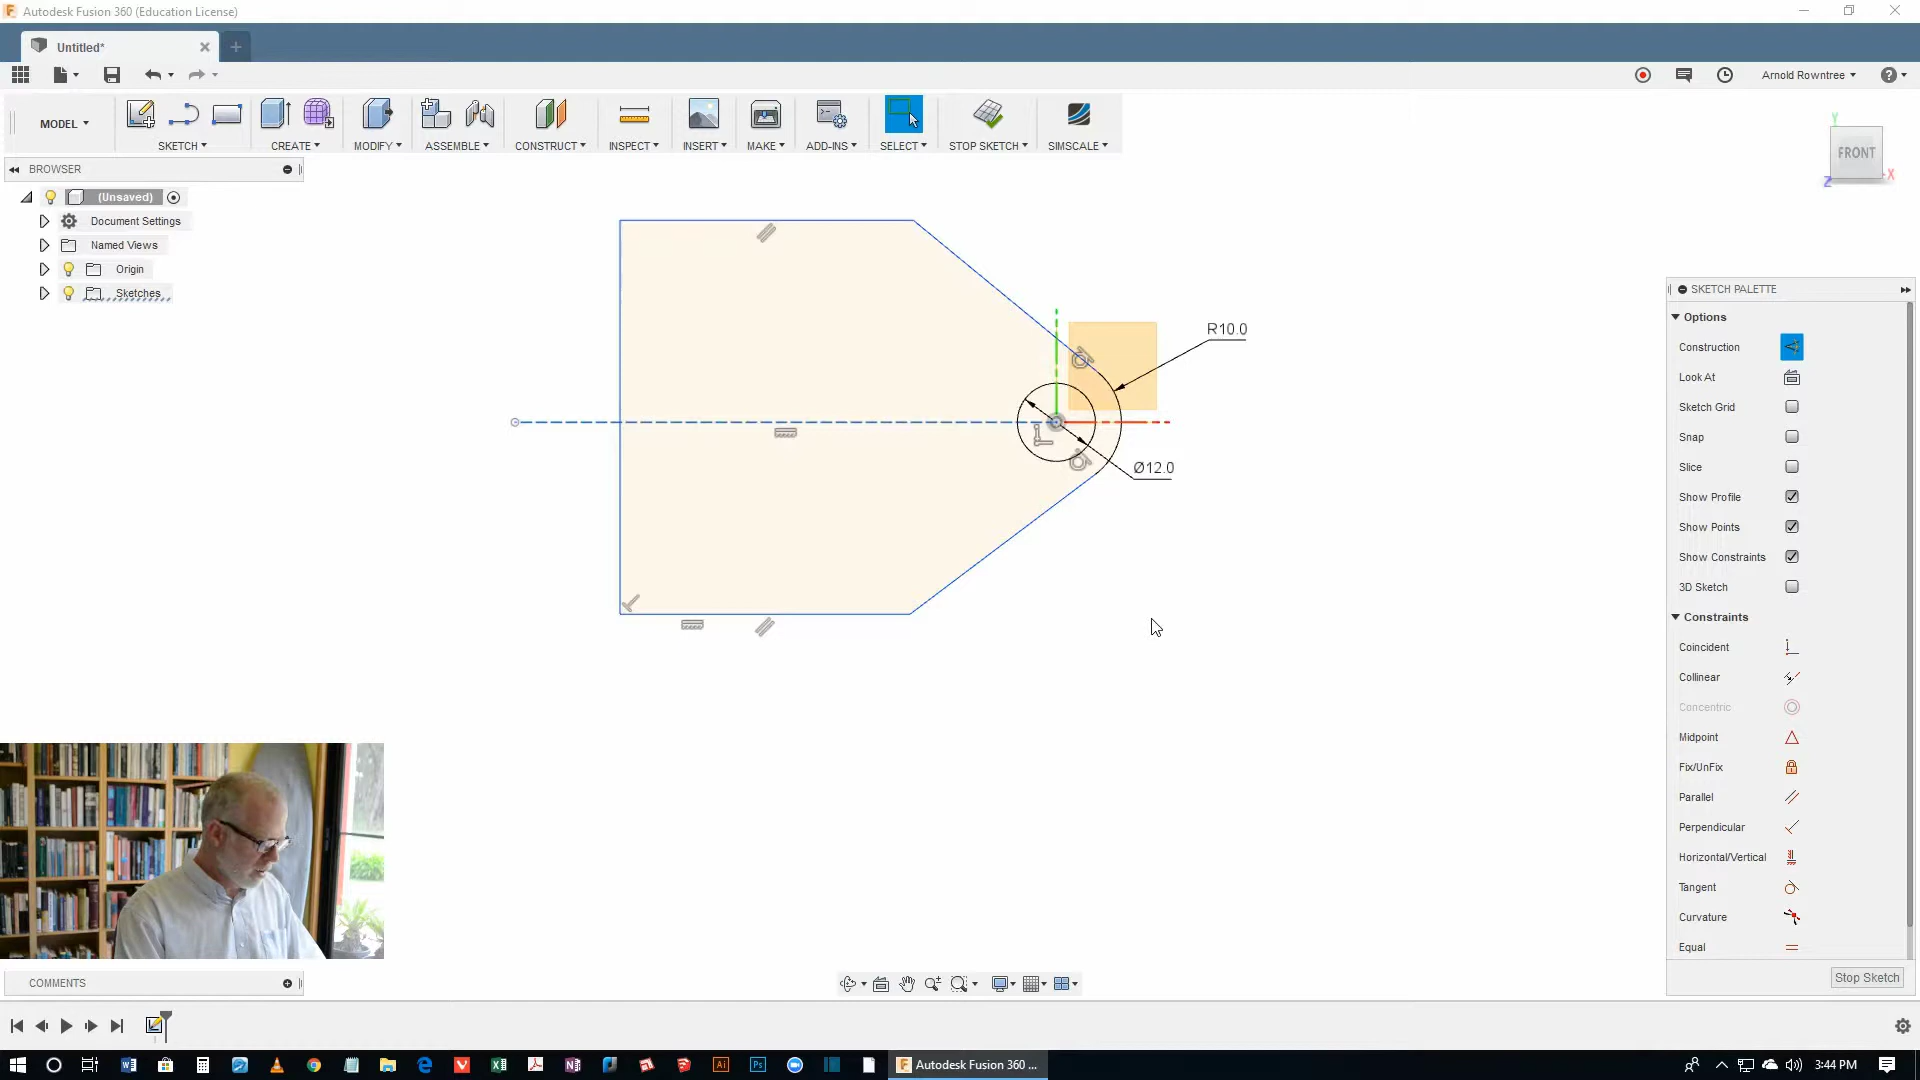 Autodesk Fusion 360 (Education License)
Untitled*
Arnold Rowntree
MODEL
SKETCH
CREATE
MODIFY
ASSEMBLE
CONSTRUCT
INSPECT
INSERT
MAKE
ADD-INS
SELECT
STOP SKETCH
SIMSCALE
Y
FRONT
X
Z
BROWSER
(Unsaved)
Document Settings
Named Views
Origin
Sketches
R10.0
Ø12.0
SKETCH PALETTE
Options
Construction
Look At
Sketch Grid
Snap
Slice
Show Profile
Show Points
Show Constraints
3D Sketch
Constraints
Coincident
Collinear
Concentric
Midpoint
Fix/UnFix
Parallel
Perpendicular
Horizontal/Vertical
Tangent
Curvature
Equal
Stop Sketch
COMMENTS
Autodesk Fusion 360 ...
3:44 PM